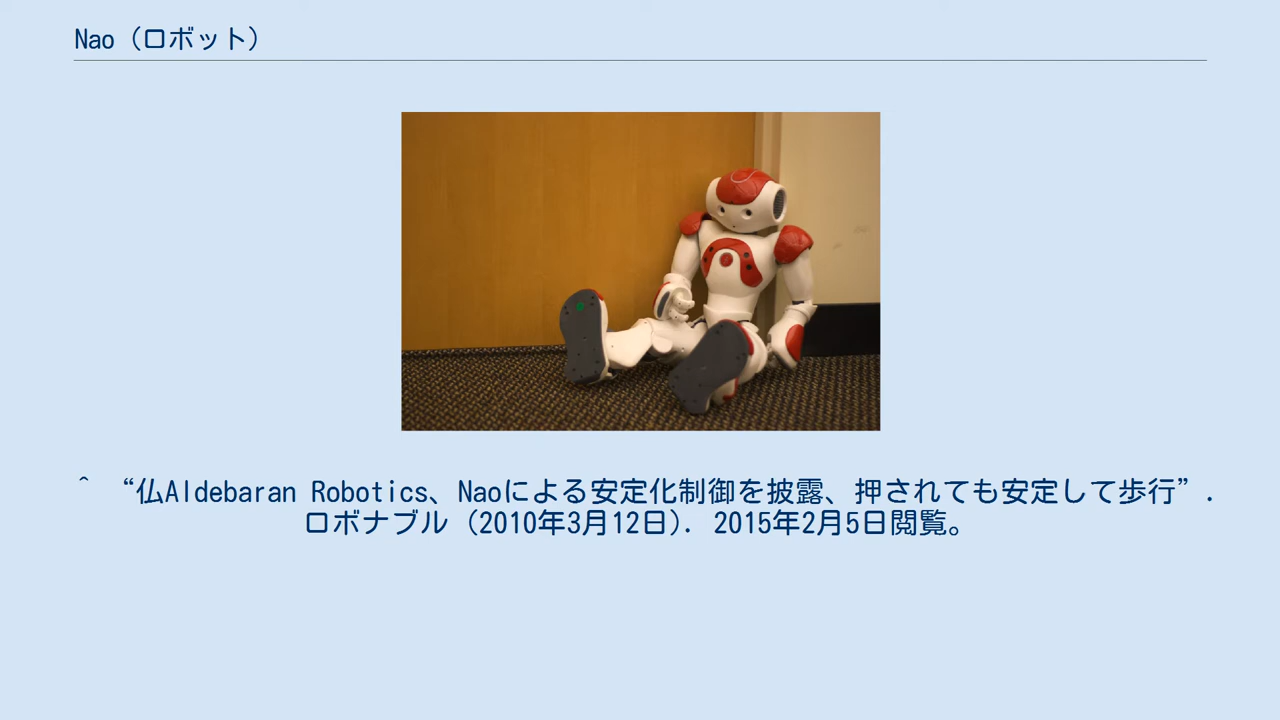 Nao（ロボット）
^ “仏Aldebaran Robotics、Naoによる安定化制御を披露、押されても安定して歩行”.
ロボナブル (2010年3月12日). 2015年2月5日閲覧。